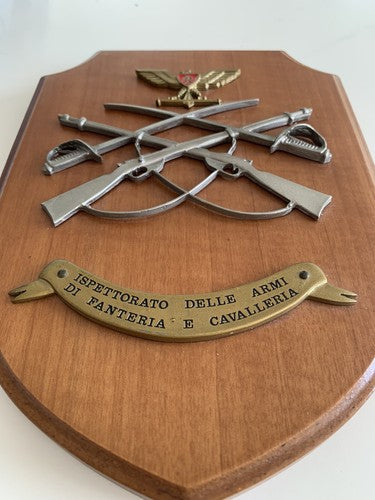 ISPETTORATO DELLE ARMI
DI FANTERIA E CAVALLERIA